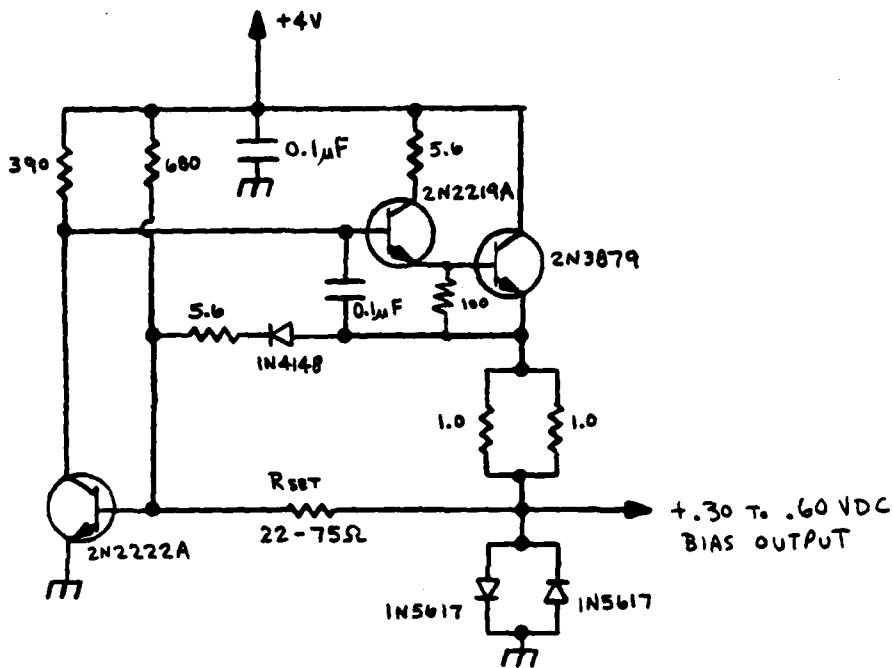 +4V
390
680
0.1µF
5.6
2N2219A
2N3879
0.1µF
100
5.6
1N4148
1.0
1.0
RSET
22-75Ω
+.30 To .60 VDC
BIAS OUTPUT
2N2222A
1N5617
1N5617